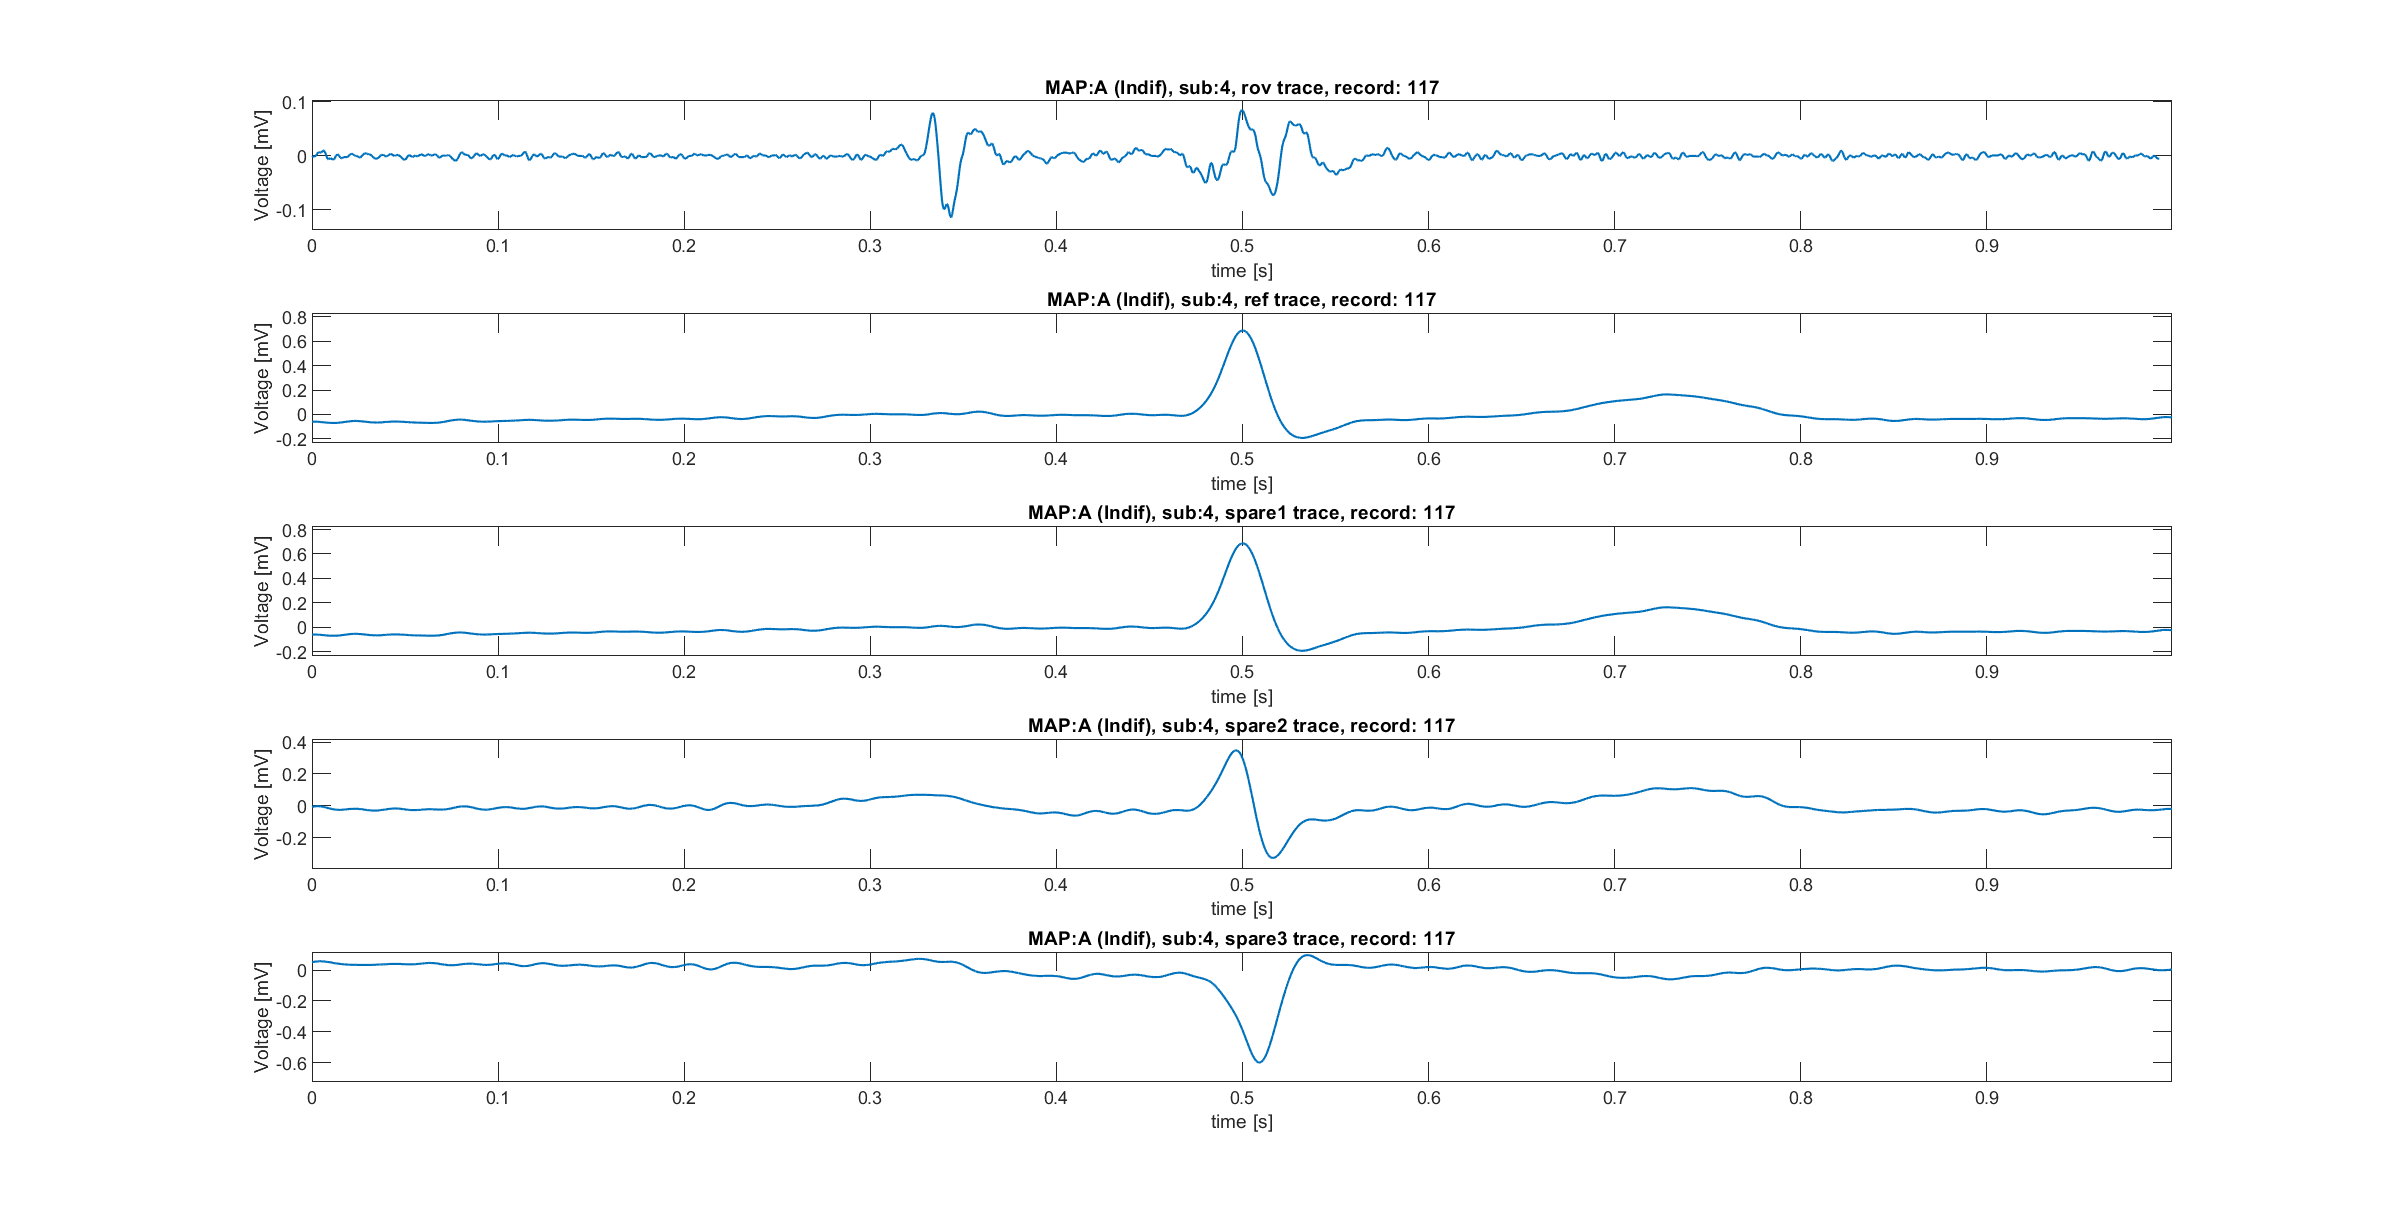 MAP:A (Indif), sub:4, rov trace, record: 117
Voltage [mV]
0.1
0
-0.1
0 0.1 0.2 0.3 0.4 0.5 0.6 0.7 0.8 0.9
time [s]
MAP:A (Indif), sub:4, ref trace, record: 117
Voltage [mV]
0.8
0.6
0.4
0.2
0
-0.2
0 0.1 0.2 0.3 0.4 0.5 0.6 0.7 0.8 0.9
time [s]
MAP:A (Indif), sub:4, spare1 trace, record: 117
Voltage [mV]
0.8
0.6
0.4
0.2
0
-0.2
0 0.1 0.2 0.3 0.4 0.5 0.6 0.7 0.8 0.9
time [s]
MAP:A (Indif), sub:4, spare2 trace, record: 117
Voltage [mV]
0.4
0.2
0
-0.2
0 0.1 0.2 0.3 0.4 0.5 0.6 0.7 0.8 0.9
time [s]
MAP:A (Indif), sub:4, spare3 trace, record: 117
Voltage [mV]
0
-0.2
-0.4
-0.6
0 0.1 0.2 0.3 0.4 0.5 0.6 0.7 0.8 0.9
time [s]